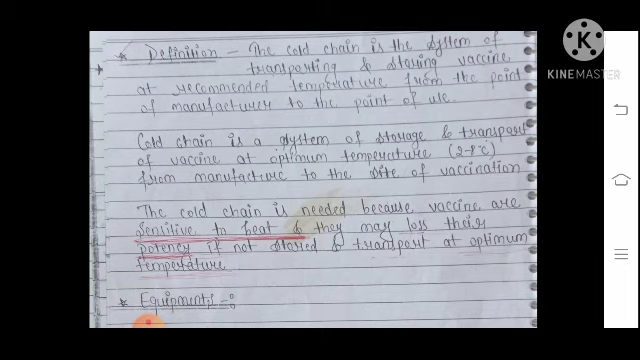 * Definition - The cold chain is the system of
transporting & storing vaccine
at recommended temperature from the point
of manufacturer to the point of use.
Cold chain is a system of storage & transport
of vaccine at optimum temperature (2-8°c)
from manufacture to the site of vaccination
The cold chain is needed because vaccine are
sensitive to heat & they may loss their
potency if not stored & transport at optimum
temperature.
* Equipments :-
KINEMASTER